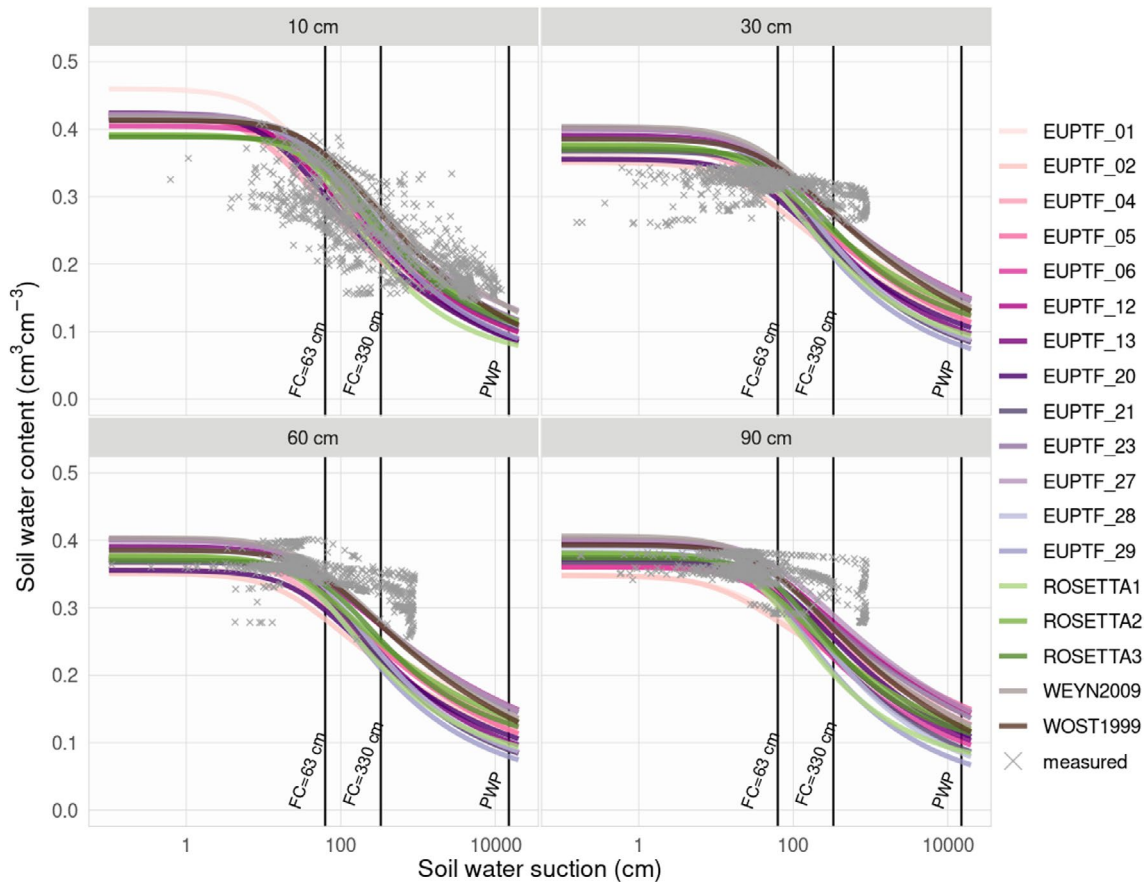 10 cm
30 cm
0.5
0.4
0.3
0.2
0.1
0.0
FC=63 cm
FC=330 cm
PWP
FC=63 cm
FC=330 cm
PWP
60 cm
90 cm
0.5
0.4
0.3
0.2
0.1
0.0
FC=63 cm
FC=330 cm
PWP
FC=63 cm
FC=330 cm
PWP
1
100
10000
1
100
10000
Soil water suction (cm)
Soil water content (cm³cm⁻³)
EUPTF_01
EUPTF_02
EUPTF_04
EUPTF_05
EUPTF_06
EUPTF_12
EUPTF_13
EUPTF_20
EUPTF_21
EUPTF_23
EUPTF_27
EUPTF_28
EUPTF_29
ROSETTA1
ROSETTA2
ROSETTA3
WEYN2009
WOST1999
measured